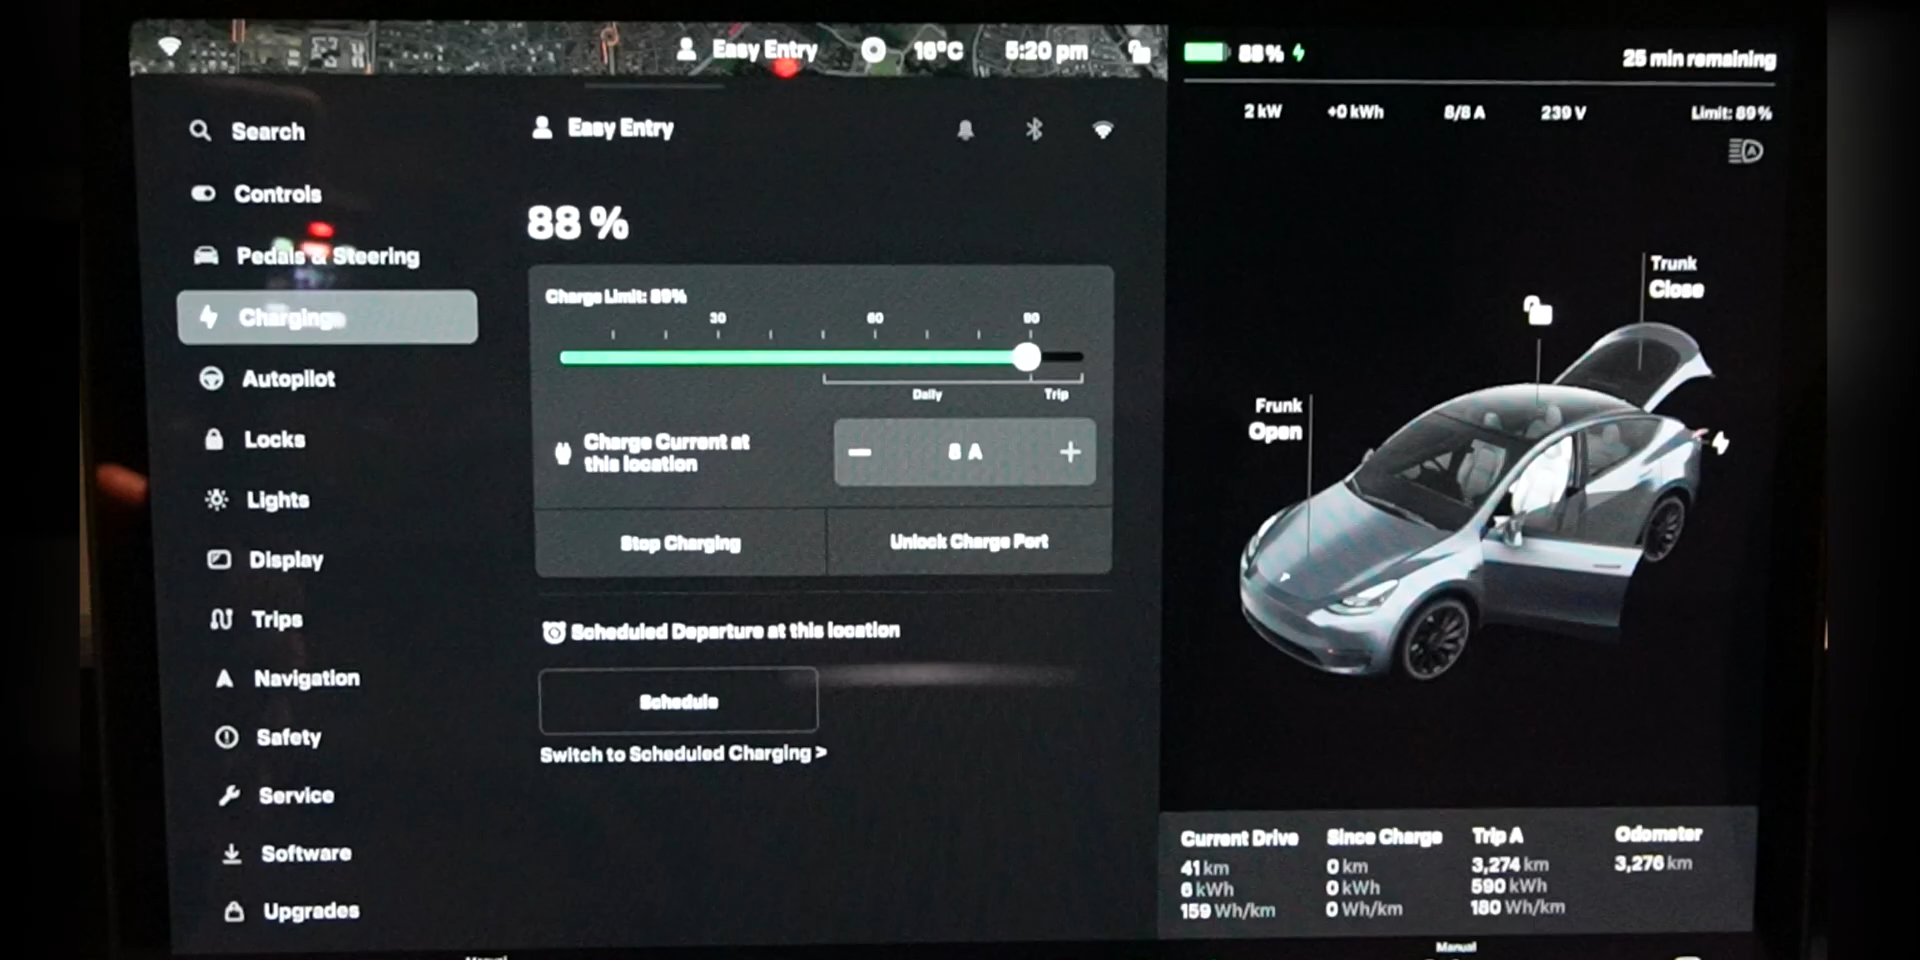 Easy Entry 16°C 5:20 pm
88 % 25 min remaining
2 kW +0 kWh 8/8 A 239 V Limit: 89 %
Search
Controls
Pedals & Steering
Charging
Autopilot
Locks
Lights
Display
Trips
Navigation
Safety
Service
Software
Upgrades
Easy Entry
88 %
Charge Limit: 89%
30 60 90
Daily Trip
Charge Current at
this location
8 A
Stop Charging Unlock Charge Port
Scheduled Departure at this location
Schedule
Switch to Scheduled Charging >
Trunk
Close
Frunk
Open
Current Drive Since Charge Trip A Odometer
41 km 0 km 3,274 km 3,276 km
6 kWh 0 kWh 590 kWh
159 Wh/km 0 Wh/km 180 Wh/km
Manual